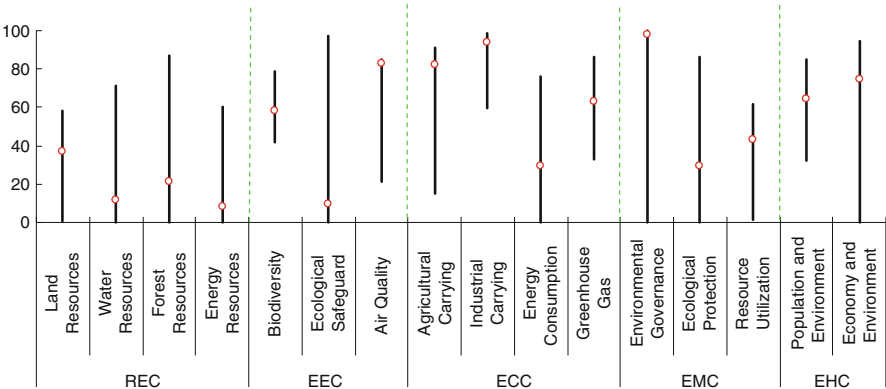 100
80
60
40
20
0
Land
Resources
Water
Resources
Forest
Resources
Energy
Resources
Biodiversity
Ecological
Safeguard
Air Quality
Agricultural
Carrying
Industrial
Carrying
Energy
Consumption
Greenhouse
Gas
Environmental
Governance
Ecological
Protection
Resource
Utilization
Population and
Environment
Economy and
Environment
REC
EEC
ECC
EMC
EHC